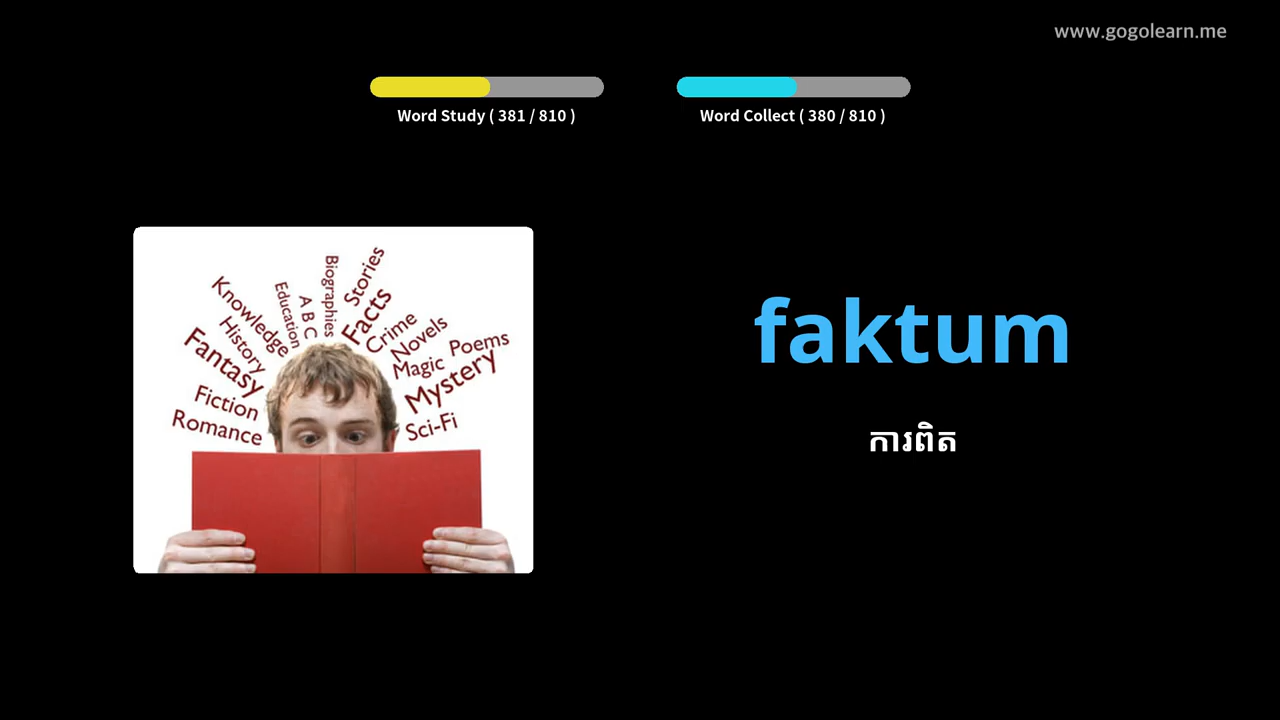 www.gogolearn.me
Word Study ( 381 / 810 )
Word Collect ( 380 / 810 )
Knowledge
History
Fantasy
Fiction
Romance
Education
A B C
Biographies
Stories
Facts
Crime
Novels
Magic
Poems
Mystery
Sci-Fi
faktum
ការពិត